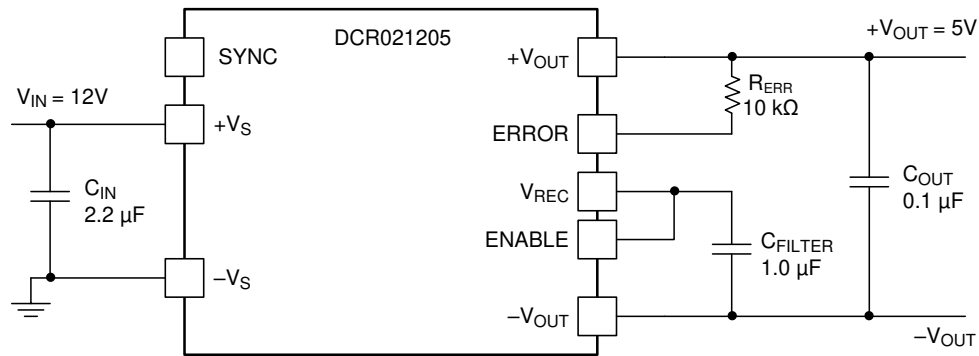 DCR021205
SYNC
V_IN = 12V
+V_S
C_IN
2.2 μF
–V_S
+V_OUT
+V_OUT = 5V
R_ERR
10 kΩ
ERROR
V_REC
ENABLE
C_OUT
0.1 μF
C_FILTER
1.0 μF
–V_OUT
–V_OUT